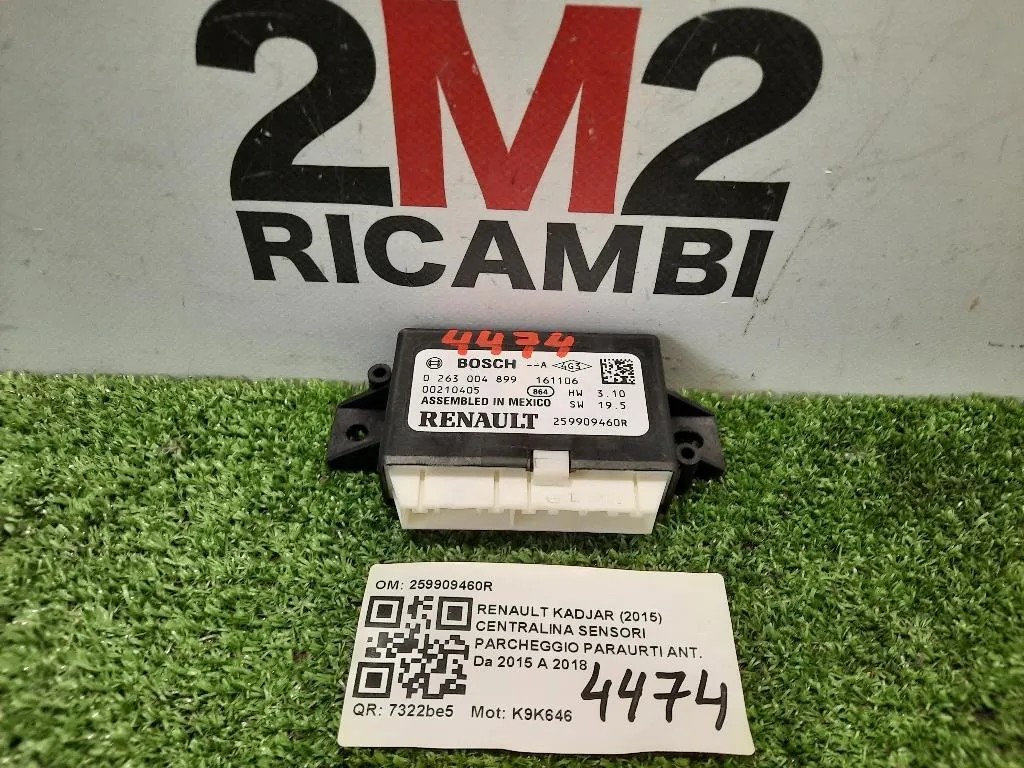 2M2
RICAMBI
4474
BOSCH --A 4G3
0 263 004 899 161106
00210405 864 HW 3.10
ASSEMBLED IN MEXICO SW 19.5
RENAULT 259909460R
OM: 259909460R
RENAULT KADJAR (2015)
CENTRALINA SENSORI
PARCHEGGIO PARAURTI ANT.
Da 2015 A 2018
4474
QR: 7322be5 Mot: K9K646